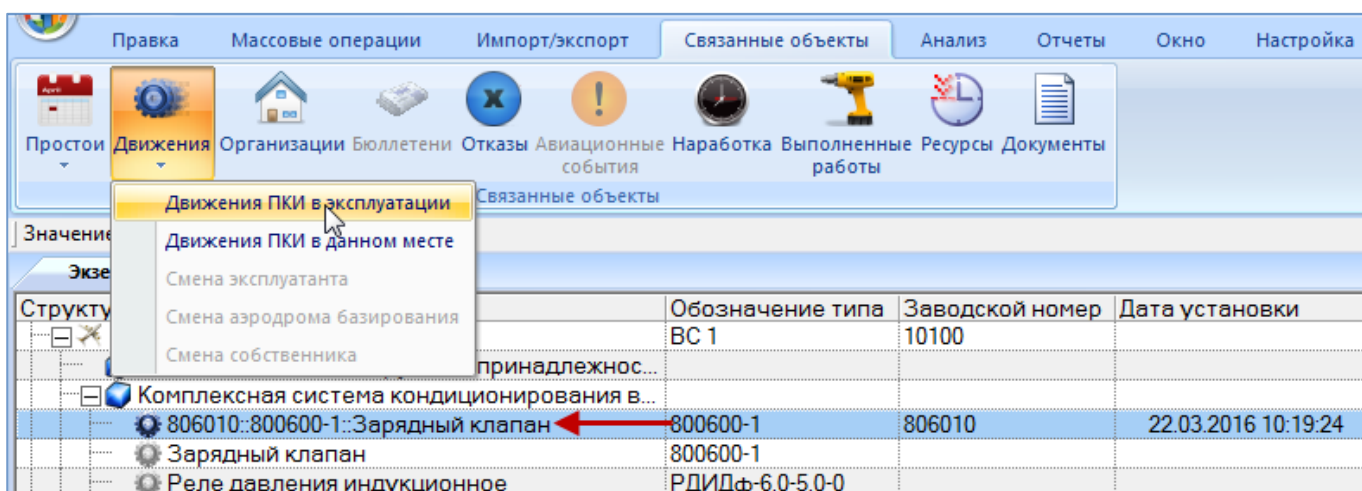 Правка Массовые операции Импорт/экспорт Связанные объекты Анализ Отчеты Окно Настройка
April
Простои Движения Организации Бюллетени Отказы Авиационные события Наработка Выполненные работы Ресурсы Документы
Связанные объекты
Движения ПКИ в эксплуатации
Движения ПКИ в данном месте
Смена эксплуатанта
Смена аэродрома базирования
Смена собственника
Значение
Экзе
Структу Обозначение типа Заводской номер Дата установки
ВС 1 10100
принадлежнос...
Комплексная система кондиционирования в...
806010::800600-1::Зарядный клапан 800600-1 806010 22.03.2016 10:19:24
Зарядный клапан 800600-1
Реле давления индукционное РДИДф-6,0-5,0-0